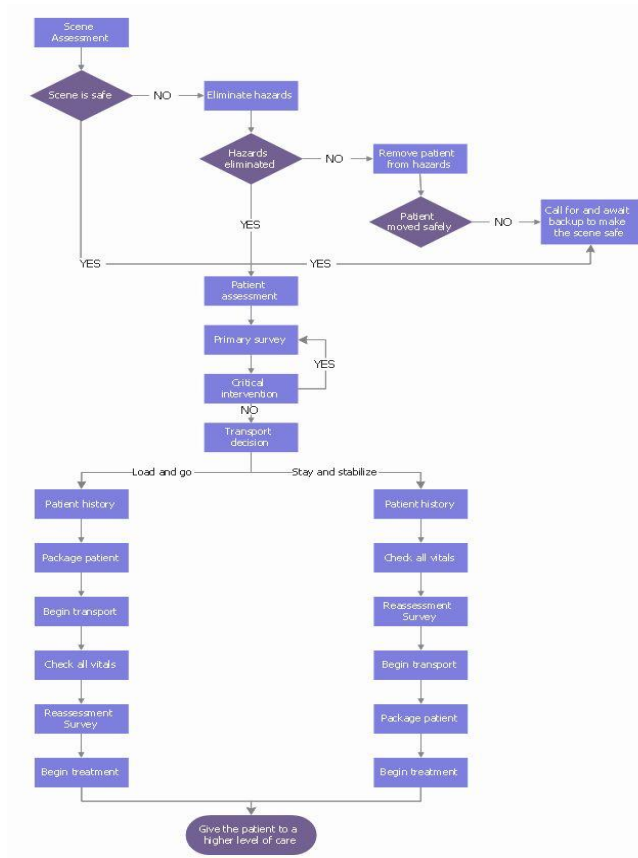 Scene
Assessment
Scene is safe
NO
Eliminate hazards
Hazards
eliminated
NO
Remove patient
from hazards
Patient
moved safely
NO
Call for and await
backup to make
the scene safe
YES
YES
YES
Patient
assessment
Primary survey
YES
Critical
intervention
NO
Transport
decision
Load and go
Stay and stabilize
Patient history
Package patient
Begin transport
Check all vitals
Reassessment
Survey
Begin treatment
Patient history
Check all vitals
Reassessment
Survey
Begin transport
Package patient
Begin treatment
Give the patient to a
higher level of care